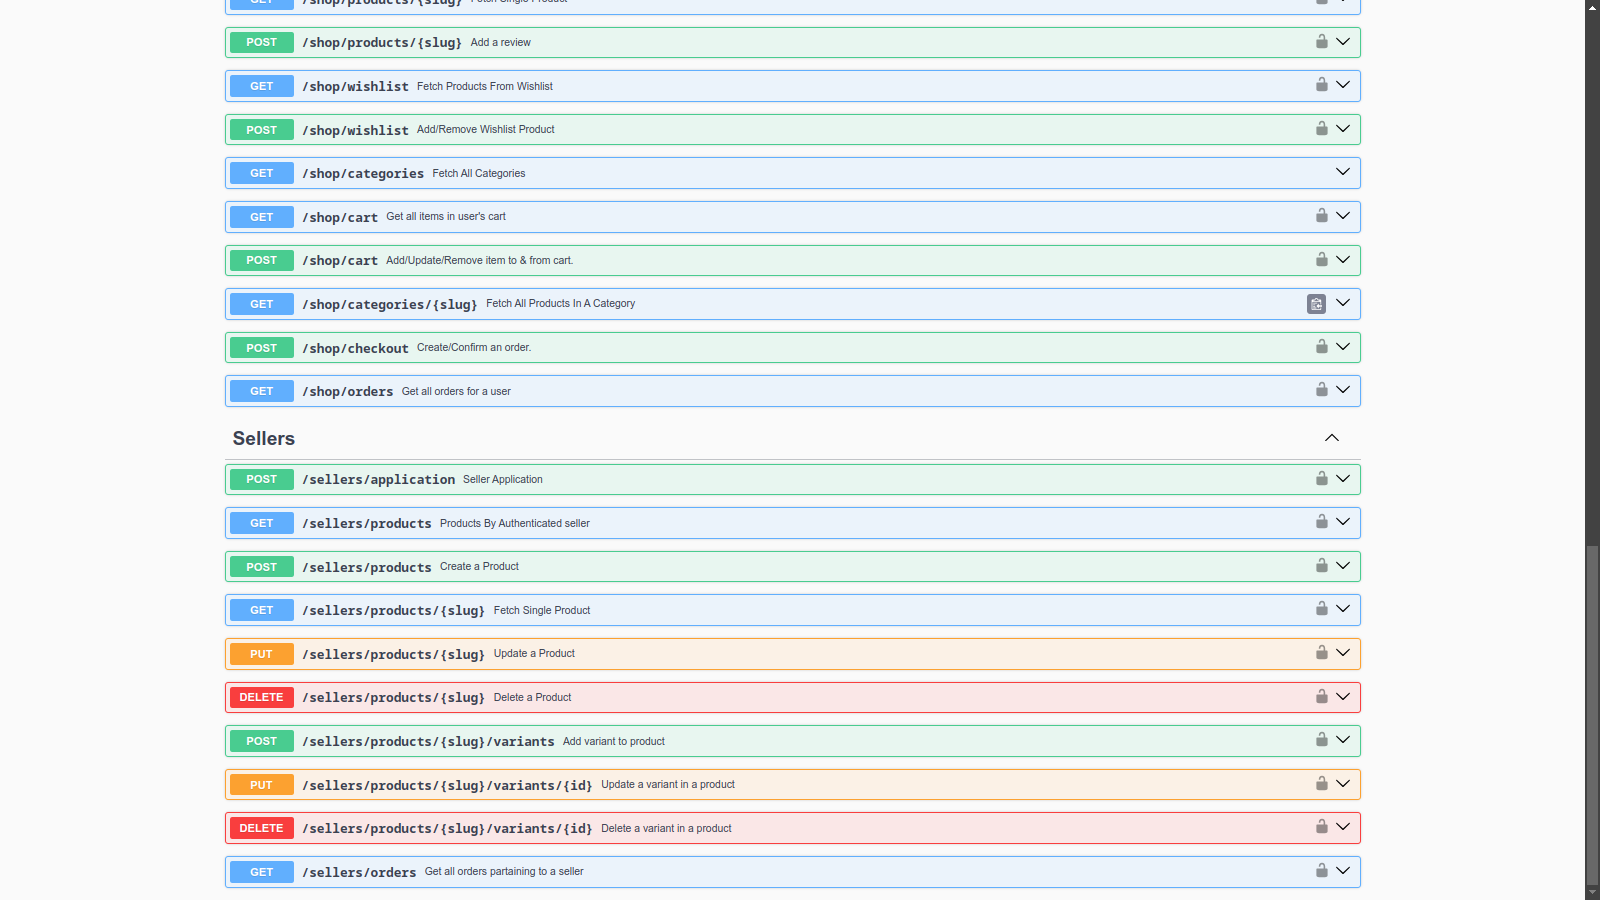 GET /shop/products/{slug} Fetch Single Product
POST /shop/products/{slug} Add a review
GET /shop/wishlist Fetch Products From Wishlist
POST /shop/wishlist Add/Remove Wishlist Product
GET /shop/categories Fetch All Categories
GET /shop/cart Get all items in user's cart
POST /shop/cart Add/Update/Remove item to & from cart.
GET /shop/categories/{slug} Fetch All Products In A Category
POST /shop/checkout Create/Confirm an order.
GET /shop/orders Get all orders for a user
Sellers
POST /sellers/application Seller Application
GET /sellers/products Products By Authenticated seller
POST /sellers/products Create a Product
GET /sellers/products/{slug} Fetch Single Product
PUT /sellers/products/{slug} Update a Product
DELETE /sellers/products/{slug} Delete a Product
POST /sellers/products/{slug}/variants Add variant to product
PUT /sellers/products/{slug}/variants/{id} Update a variant in a product
DELETE /sellers/products/{slug}/variants/{id} Delete a variant in a product
GET /sellers/orders Get all orders partaining to a seller